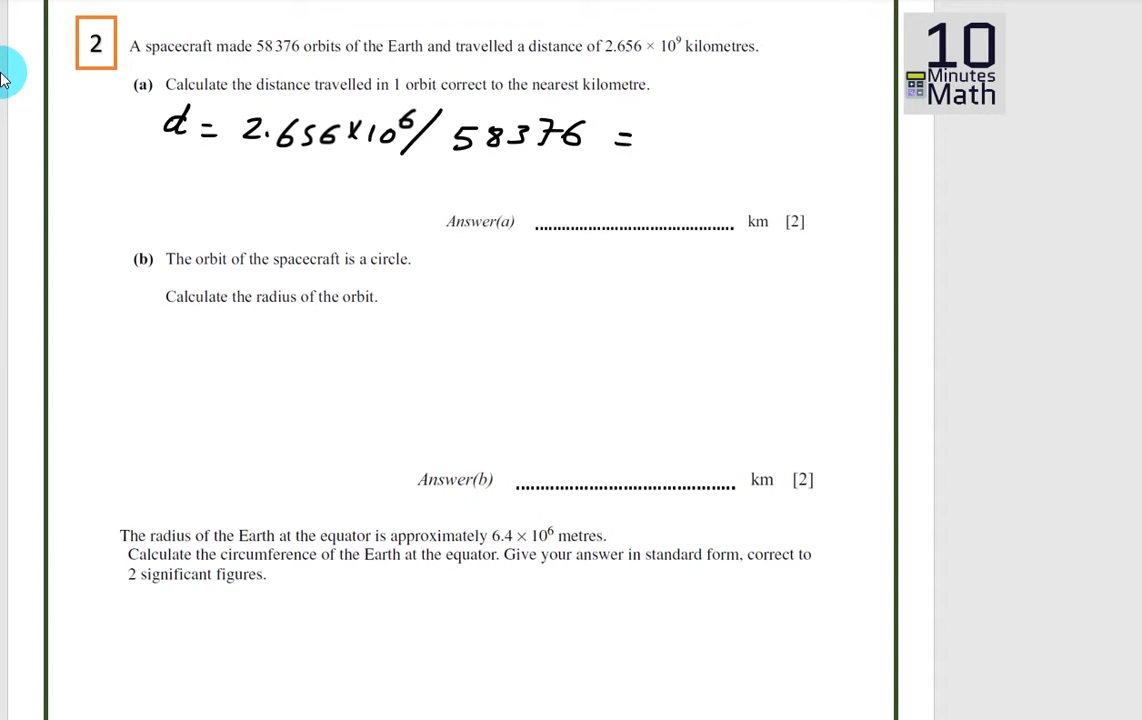 2 A spacecraft made 58 376 orbits of the Earth and travelled a distance of 2.656 × 10⁹ kilometres.
(a) Calculate the distance travelled in 1 orbit correct to the nearest kilometre.
d = 2.656×10⁶/ 58376 =
Answer(a) ............................................ km [2]
(b) The orbit of the spacecraft is a circle.
Calculate the radius of the orbit.
Answer(b) ............................................ km [2]
The radius of the Earth at the equator is approximately 6.4 × 10⁶ metres.
Calculate the circumference of the Earth at the equator. Give your answer in standard form, correct to
2 significant figures.
10
Minutes
Math